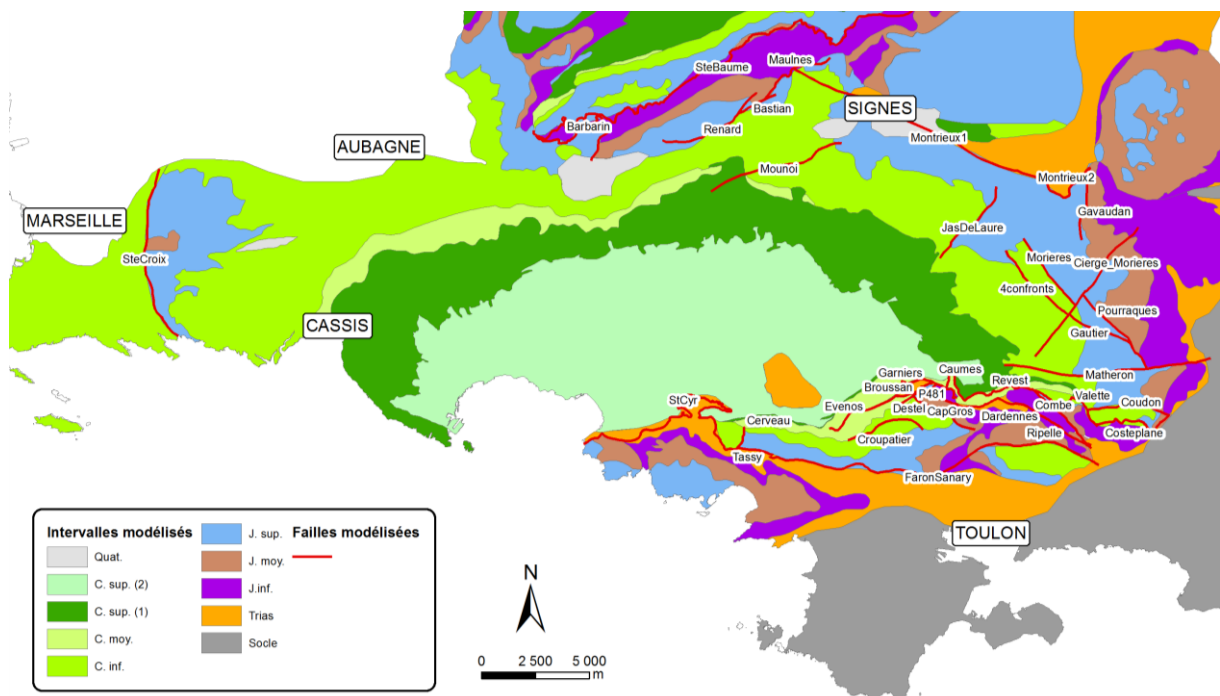 SteBaume
Maulnes
Bastian
SIGNES
Barbarin
Renard
Montrieux1
AUBAGNE
Mounoi
Montrieux2
MARSEILLE
Gavaudan
JasDeLaure
SteCroix
Morieres
Cierge_Morieres
4confronts
Pourraques
CASSIS
Gautier
Matheron
Garniers
Caumes
Broussan
Revest
P481
Valette
StCyr
Evenos
Destel
CapGros
Combe
Coudon
Cerveau
Dardennes
Croupatier
Ripelle
Costeplane
Tassy
FaronSanary
TOULON
Intervalles modélisés
Quat.
C. sup. (2)
C. sup. (1)
C. moy.
C. inf.
J. sup.
J. moy.
J.inf.
Trias
Socle
Failles modélisées
N
0 2 500 5 000
m